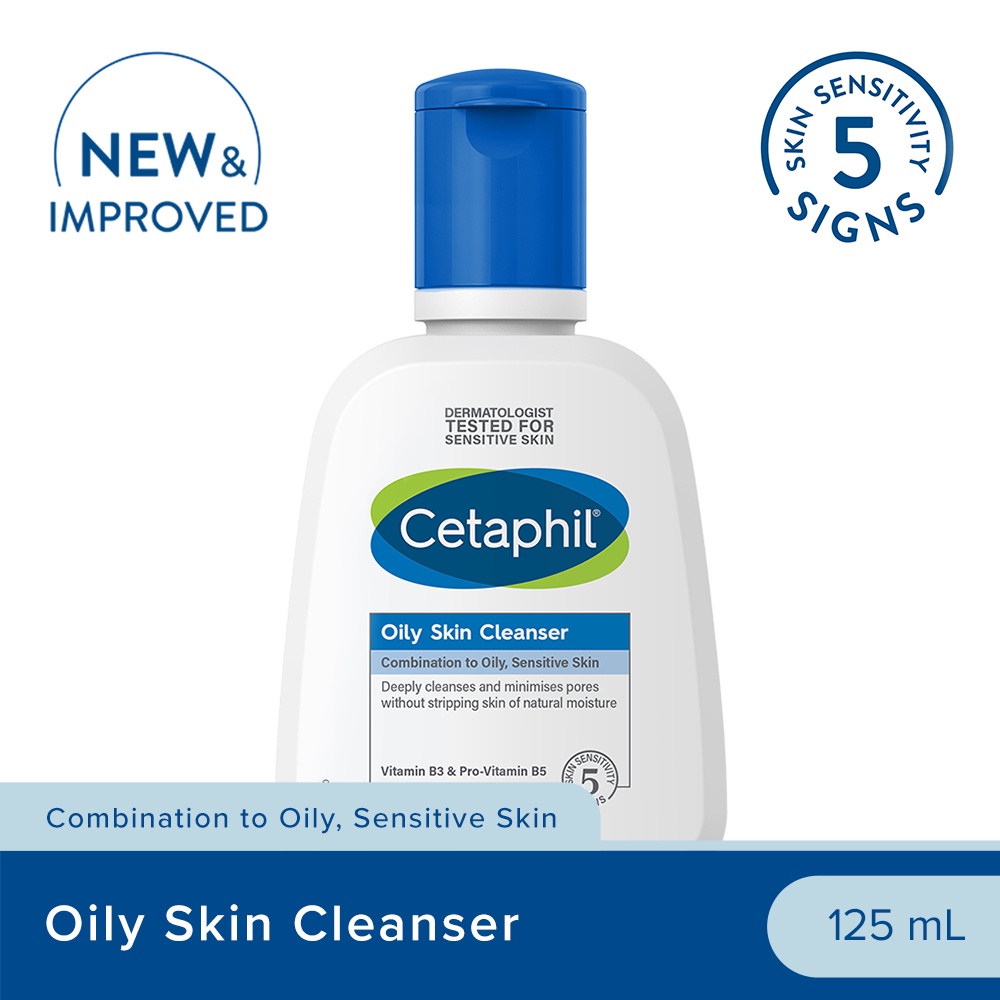 NEW &
IMPROVED
SKIN SENSITIVITY
5
SIGNS
DERMATOLOGIST
TESTED FOR
SENSITIVE SKIN
Cetaphil®
Oily Skin Cleanser
Combination to Oily, Sensitive Skin
Deeply cleanses and minimises pores
without stripping skin of natural moisture
Vitamin B3 & Pro-Vitamin B5
SKIN SENSITIVITY
5
Combination to Oily, Sensitive Skin
Oily Skin Cleanser
125 mL